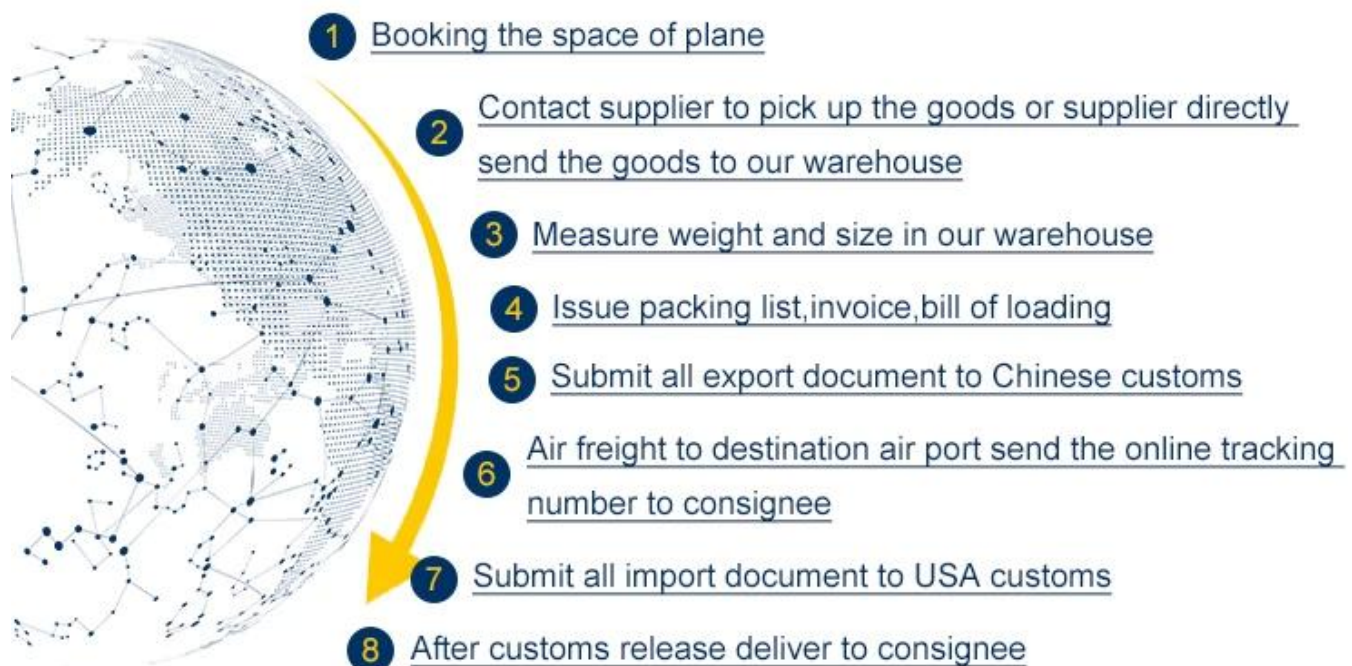 1 Booking the space of plane
2 Contact supplier to pick up the goods or supplier directly
send the goods to our warehouse
3 Measure weight and size in our warehouse
4 Issue packing list,invoice,bill of loading
5 Submit all export document to Chinese customs
6 Air freight to destination air port send the online tracking
number to consignee
7 Submit all import document to USA customs
8 After customs release deliver to consignee